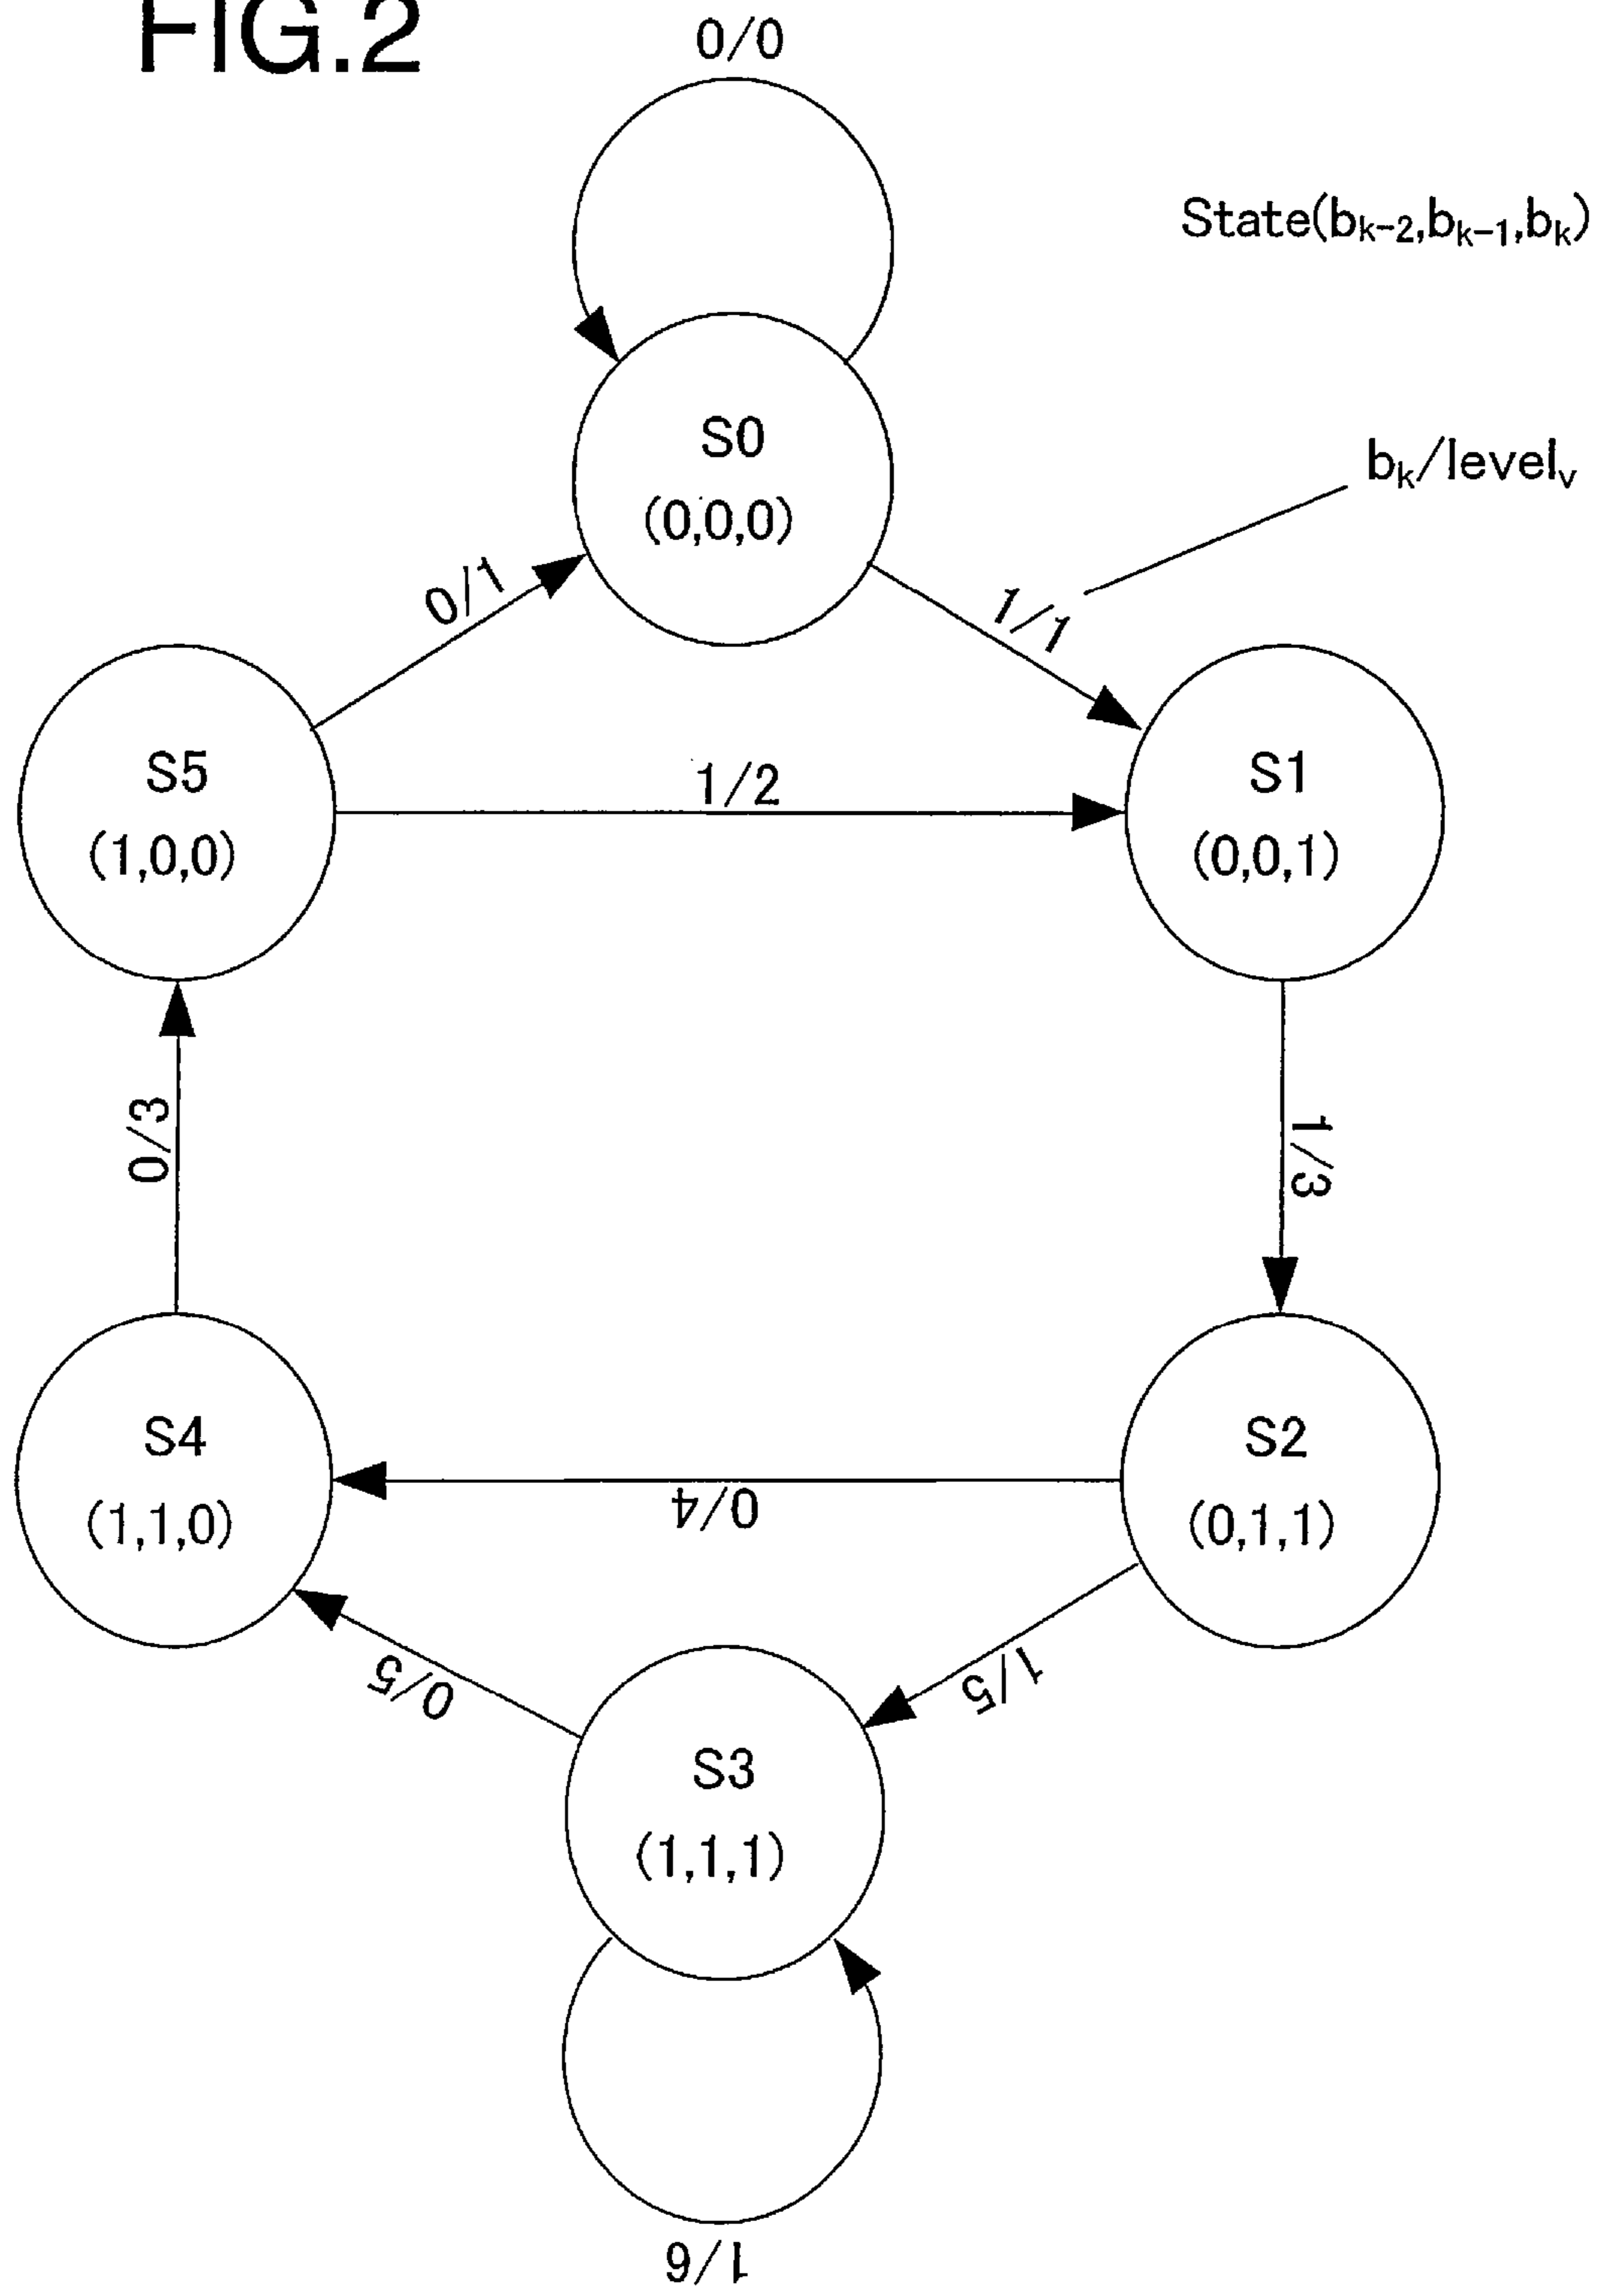 FIG.2
0/0
State(bk-2,bk-1,bk)
S0
(0,0,0)
bk/levelv
0/1
1/1
S5
(1,0,0)
1/2
S1
(0,0,1)
0/3
1/3
S4
(1,1,0)
0/4
S2
(0,1,1)
0/5
1/5
S3
(1,1,1)
1/6